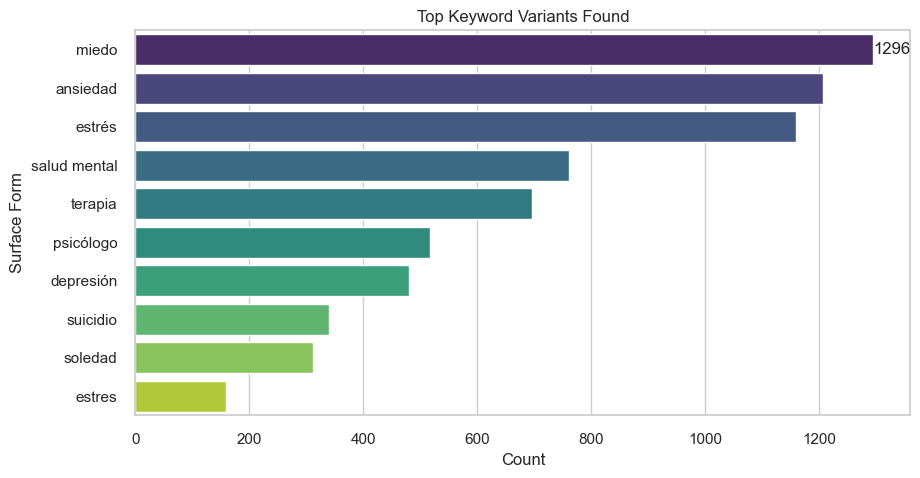 Top Keyword Variants Found
Surface Form
miedo
1296
ansiedad
estrés
salud mental
terapia
psicólogo
depresión
suicidio
soledad
estres
0 200 400 600 800 1000 1200
Count